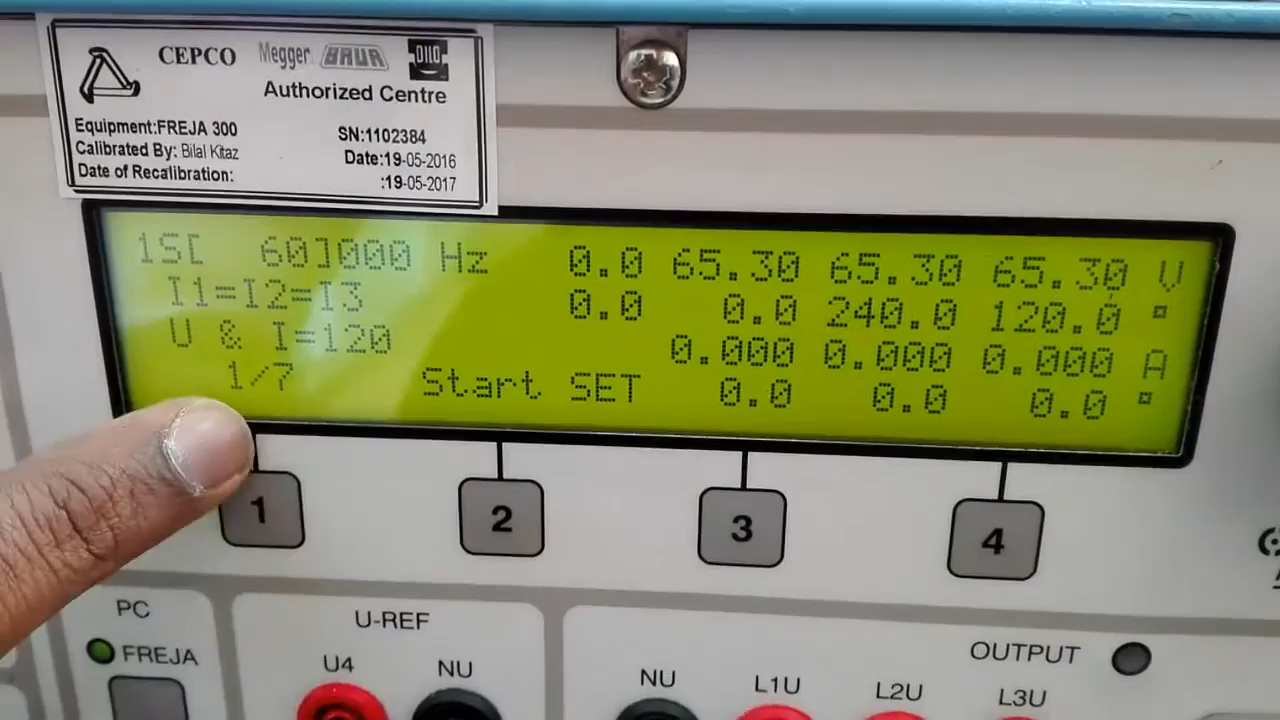 CEPCO Megger. BAUR
Authorized Centre
Equipment:FREJA 300 SN:1102384
Calibrated By: Bilal Kitaz Date:19-05-2016
Date of Recalibration: :19-05-2017
1S[ 60]000 Hz 0.0 65.30 65.30 65.30 V
I1=I2=I3 0.0 0.0 240.0 120.0 °
U & I=120 0.000 0.000 0.000 A
1/7 Start SET 0.0 0.0 0.0 °
1 2 3 4
PC
FREJA
U-REF
U4 NU
OUTPUT
NU L1U L2U L3U